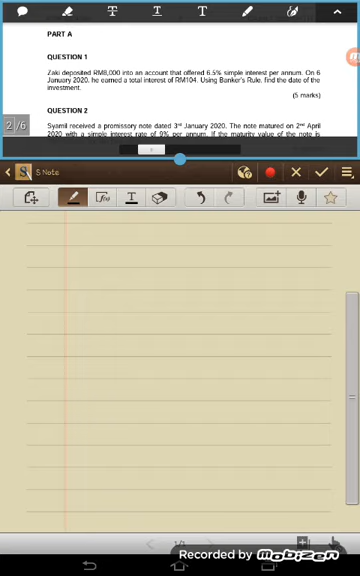 PART A
QUESTION 1
Zaki deposited RM8,000 into an account that offered 6.5% simple interest per annum. On 6
January 2020, he earned a total interest of RM104. Using Banker's Rule, find the date of the
investment.
(5 marks)
QUESTION 2
2/6
Syamil received a promissory note dated 3rd January 2020. The note matured on 2nd April
2020 with a simple interest rate of 9% per annum. If the maturity value of the note is
S Note
f(x)
T
1/1
Recorded by Mobizen